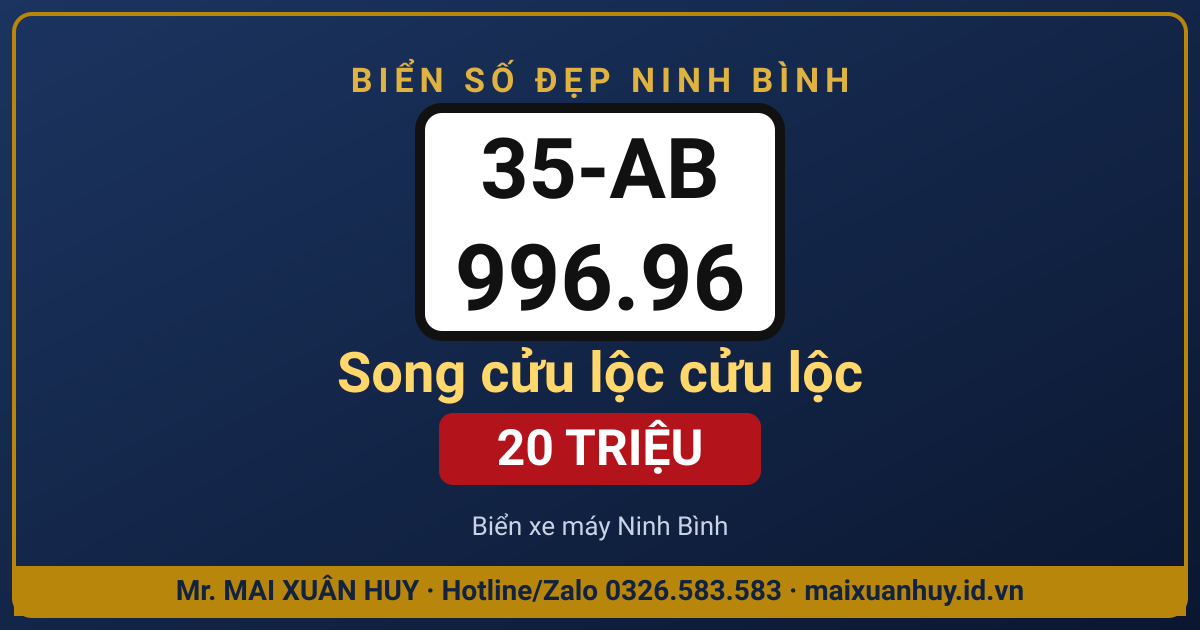 BIỂN SỐ ĐẸP NINH BÌNH
35-AB
996.96
Song cửu lộc cửu lộc
20 TRIỆU
Biển xe máy Ninh Bình
Mr. MAI XUÂN HUY · Hotline/Zalo 0326.583.583 · maixuanhuy.id.vn